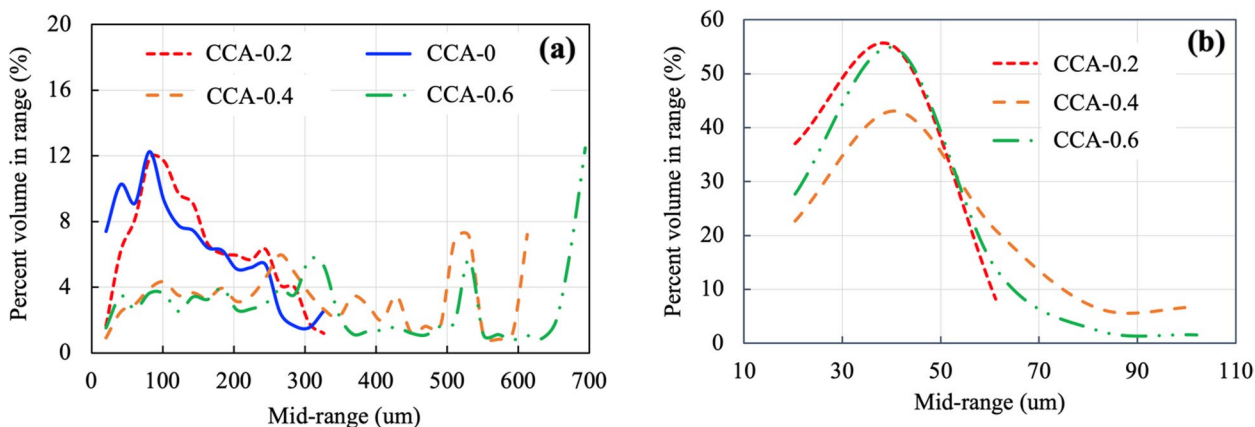 20
16
12
8
4
0
Percent volume in range (%)
CCA-0.2
CCA-0
CCA-0.4
CCA-0.6
(a)
0
100
200
300
400
500
600
700
Mid-range (um)
60
50
40
30
20
10
0
Percent volume in range (%)
(b)
CCA-0.2
CCA-0.4
CCA-0.6
10
30
50
70
90
110
Mid-range (um)